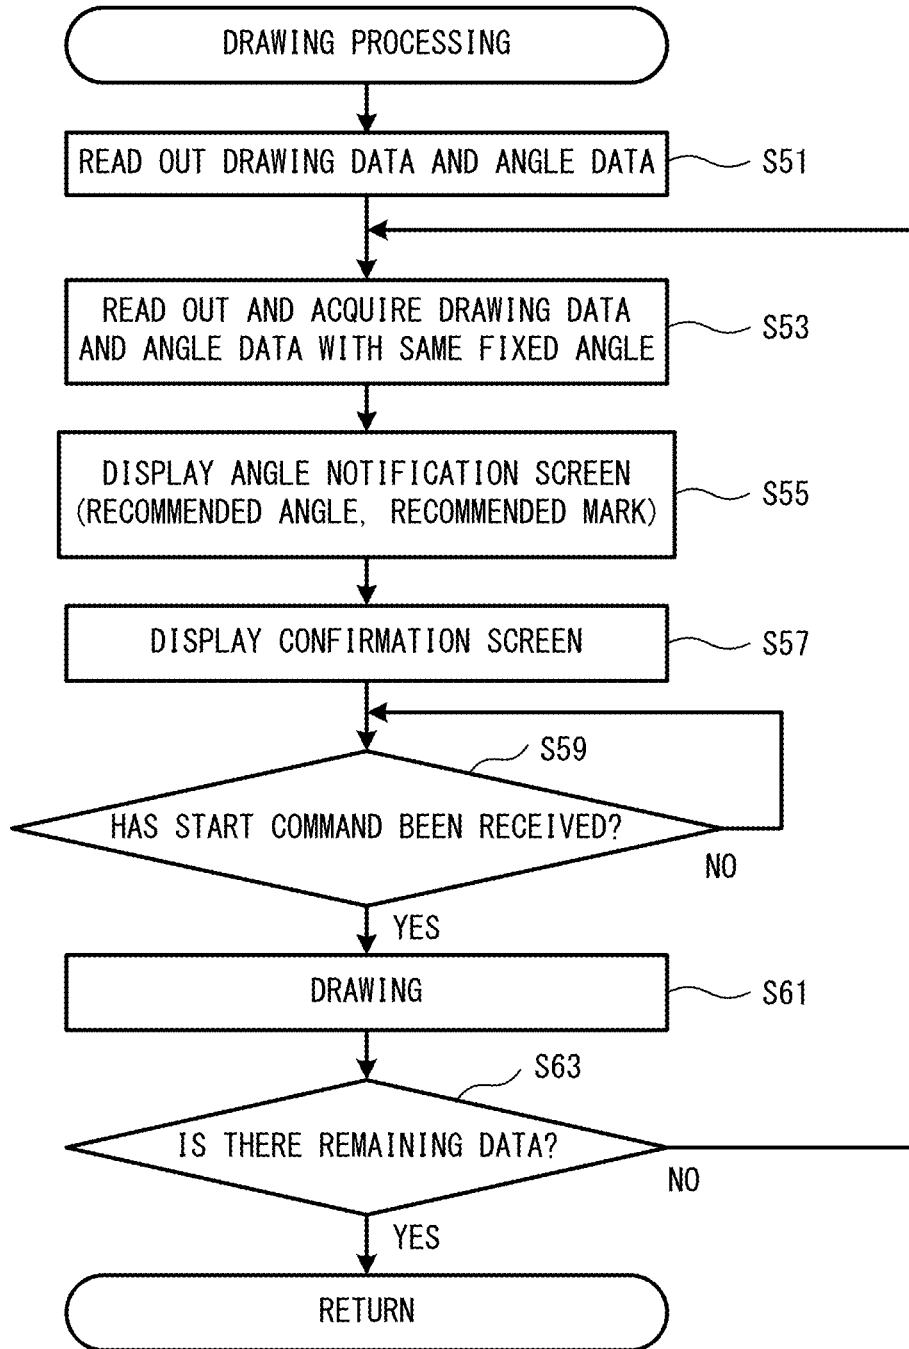 DRAWING PROCESSING
READ OUT DRAWING DATA AND ANGLE DATA
S51
READ OUT AND ACQUIRE DRAWING DATA
AND ANGLE DATA WITH SAME FIXED ANGLE
S53
DISPLAY ANGLE NOTIFICATION SCREEN
(RECOMMENDED ANGLE, RECOMMENDED MARK)
S55
DISPLAY CONFIRMATION SCREEN
S57
S59
HAS START COMMAND BEEN RECEIVED?
NO
YES
DRAWING
S61
S63
IS THERE REMAINING DATA?
NO
YES
RETURN